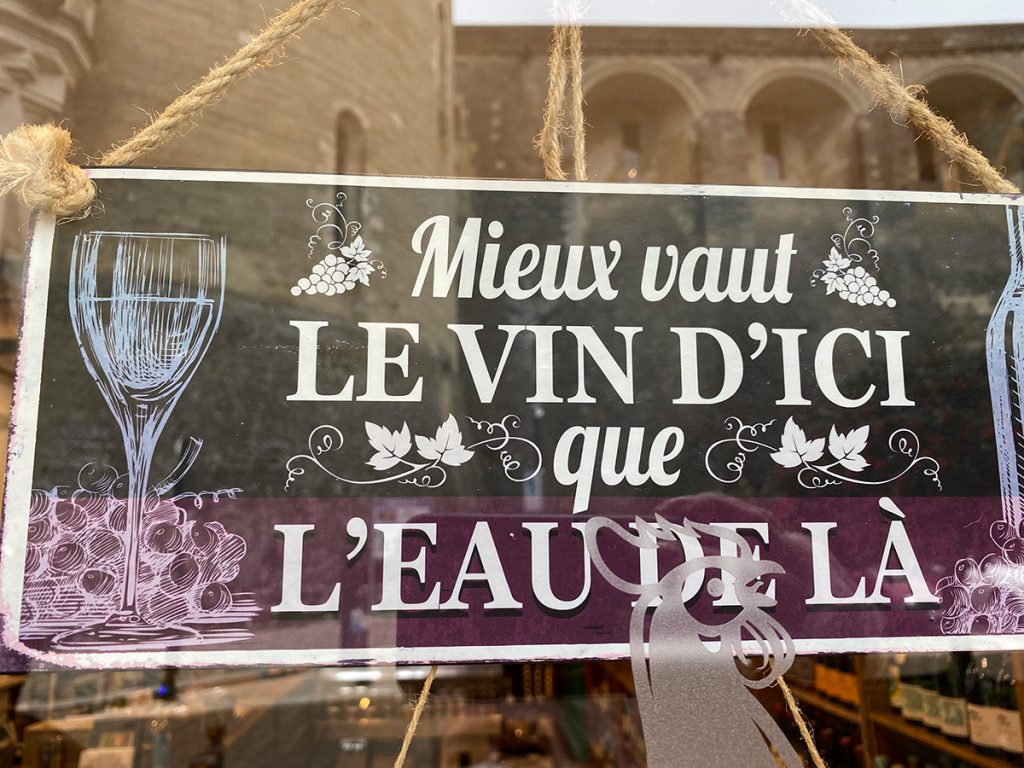 Mieux vaut
LE VIN D'ICI
que
L'EAU DE LÀ